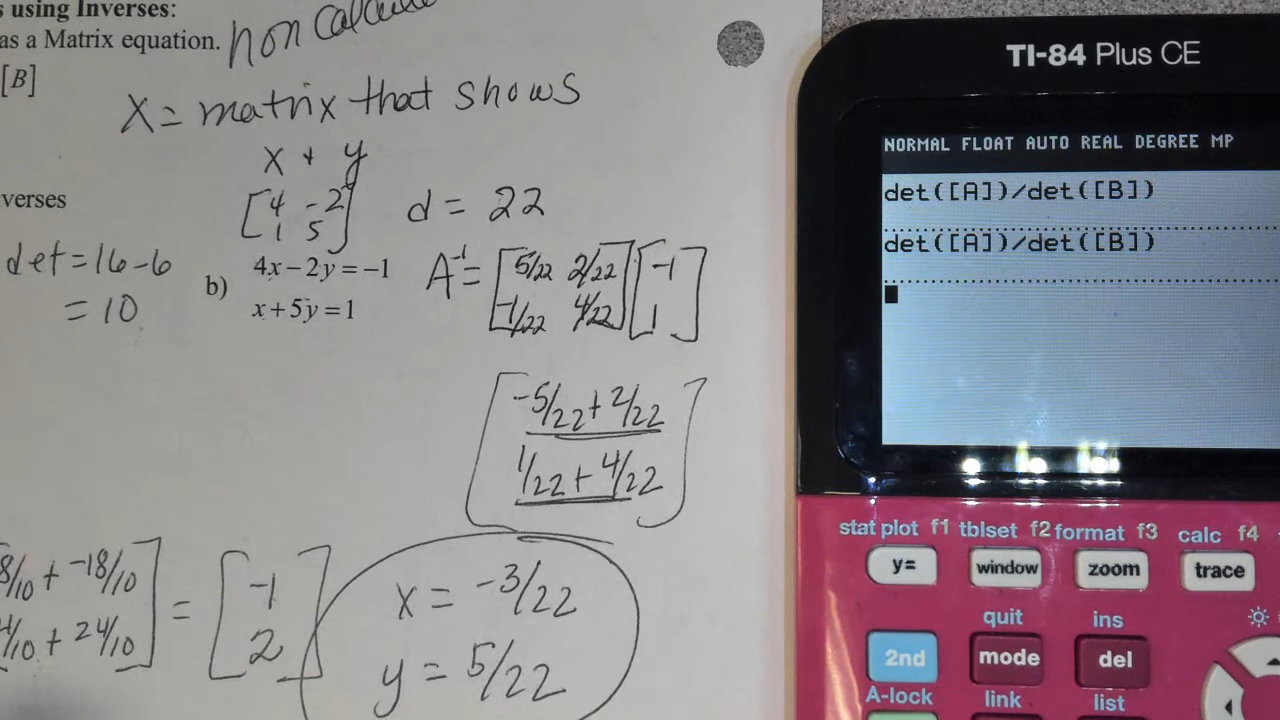 s using Inverses:
as a Matrix equation. non calcul
[B]
X = matrix that shows
x + y
verses
[4 -2
1 5] d = 22
det = 16-6
= 10
b) 4x - 2y = -1
x + 5y = 1
A⁻¹ = [5/22 2/22
-1/22 4/22] [-1
1]
[-5/22 + 2/22
1/22 + 4/22]
8/10 + -18/10
/10 + 24/10] = [-1
2]
x = -3/22
y = 5/22
TI-84 Plus CE
NORMAL FLOAT AUTO REAL DEGREE MP
det([A])/det([B])
det([A])/det([B])
stat plot f1 tblset f2 format f3 calc f4
y= window zoom trace
quit ins
2nd mode del
A-lock link list